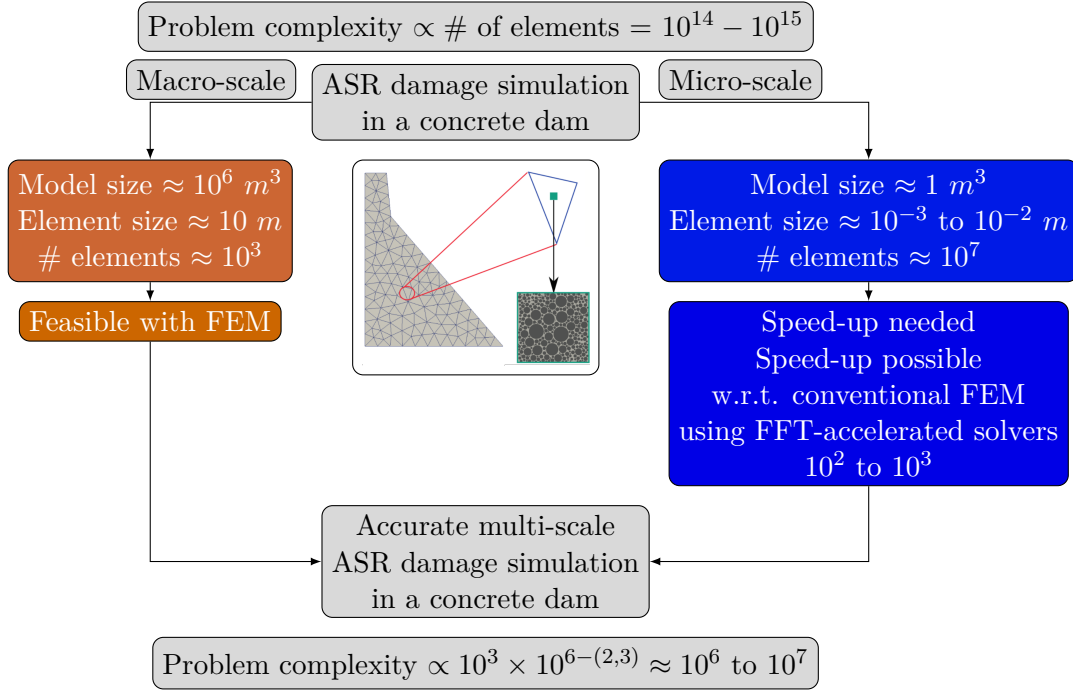 Problem complexity ∝ # of elements = 10^14 − 10^15
Macro-scale
ASR damage simulation
in a concrete dam
Micro-scale
Model size ≈ 10^6 m^3
Element size ≈ 10 m
# elements ≈ 10^3
Feasible with FEM
Model size ≈ 1 m^3
Element size ≈ 10^−3 to 10^−2 m
# elements ≈ 10^7
Speed-up needed
Speed-up possible
w.r.t. conventional FEM
using FFT-accelerated solvers
10^2 to 10^3
Accurate multi-scale
ASR damage simulation
in a concrete dam
Problem complexity ∝ 10^3 × 10^6−(2,3) ≈ 10^6 to 10^7